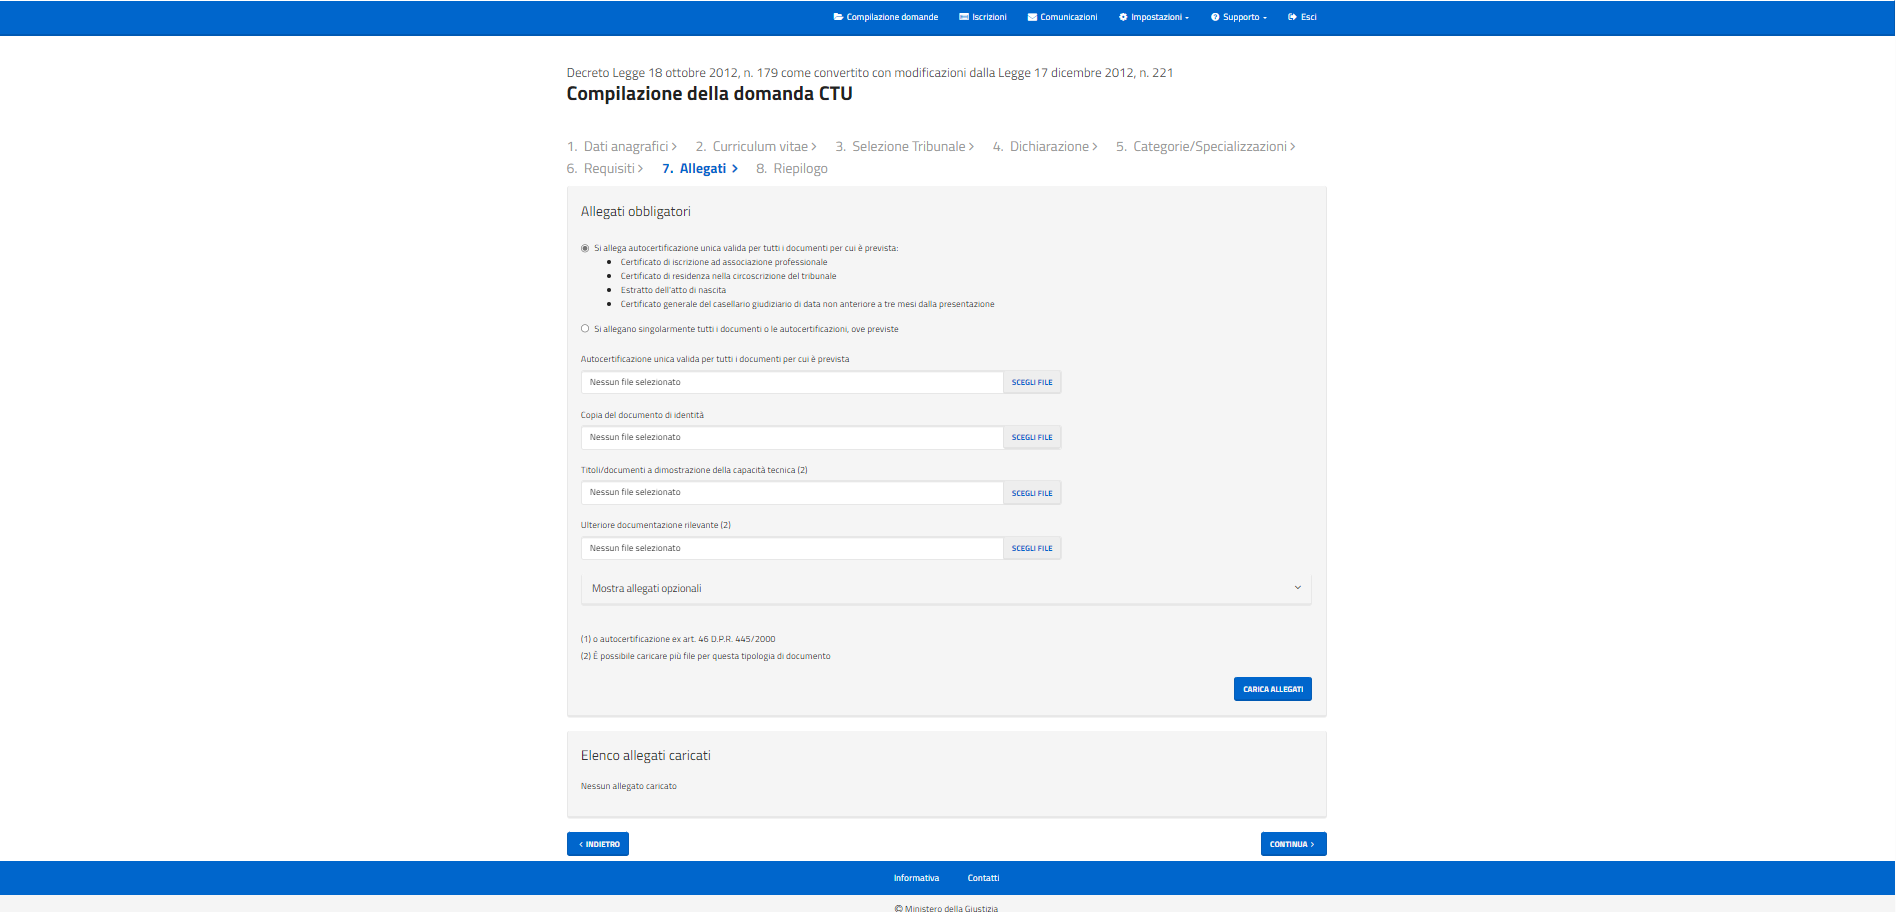 Compilazione domande Iscrizioni Comunicazioni Impostazioni Supporto Esci
Decreto Legge 18 ottobre 2012, n. 179 come convertito con modificazioni dalla Legge 17 dicembre 2012, n. 221
Compilazione della domanda CTU
1. Dati anagrafici > 2. Curriculum vitae > 3. Selezione Tribunale > 4. Dichiarazione > 5. Categorie/Specializzazioni >
6. Requisiti > 7. Allegati > 8. Riepilogo
Allegati obbligatori
Si allega autocertificazione unica valida per tutti i documenti per cui è prevista:
• Certificato di iscrizione ad associazione professionale
• Certificato di residenza nella circoscrizione del tribunale
• Estratto dell'atto di nascita
• Certificato generale del casellario giudiziario di data non anteriore a tre mesi dalla presentazione
Si allegano singolarmente tutti i documenti o le autocertificazioni, ove previste
Autocertificazione unica valida per tutti i documenti per cui è prevista
Nessun file selezionato SCEGLI FILE
Copia del documento di identità
Nessun file selezionato SCEGLI FILE
Titoli/documenti a dimostrazione della capacità tecnica (2)
Nessun file selezionato SCEGLI FILE
Ulteriore documentazione rilevante (2)
Nessun file selezionato SCEGLI FILE
Mostra allegati opzionali
(1) o autocertificazione ex art. 46 D.P.R. 445/2000
(2) È possibile caricare più file per questa tipologia di documento
CARICA ALLEGATI
Elenco allegati caricati
Nessun allegato caricato
< INDIETRO CONTINUA >
Informativa Contatti
© Ministero della Giustizia